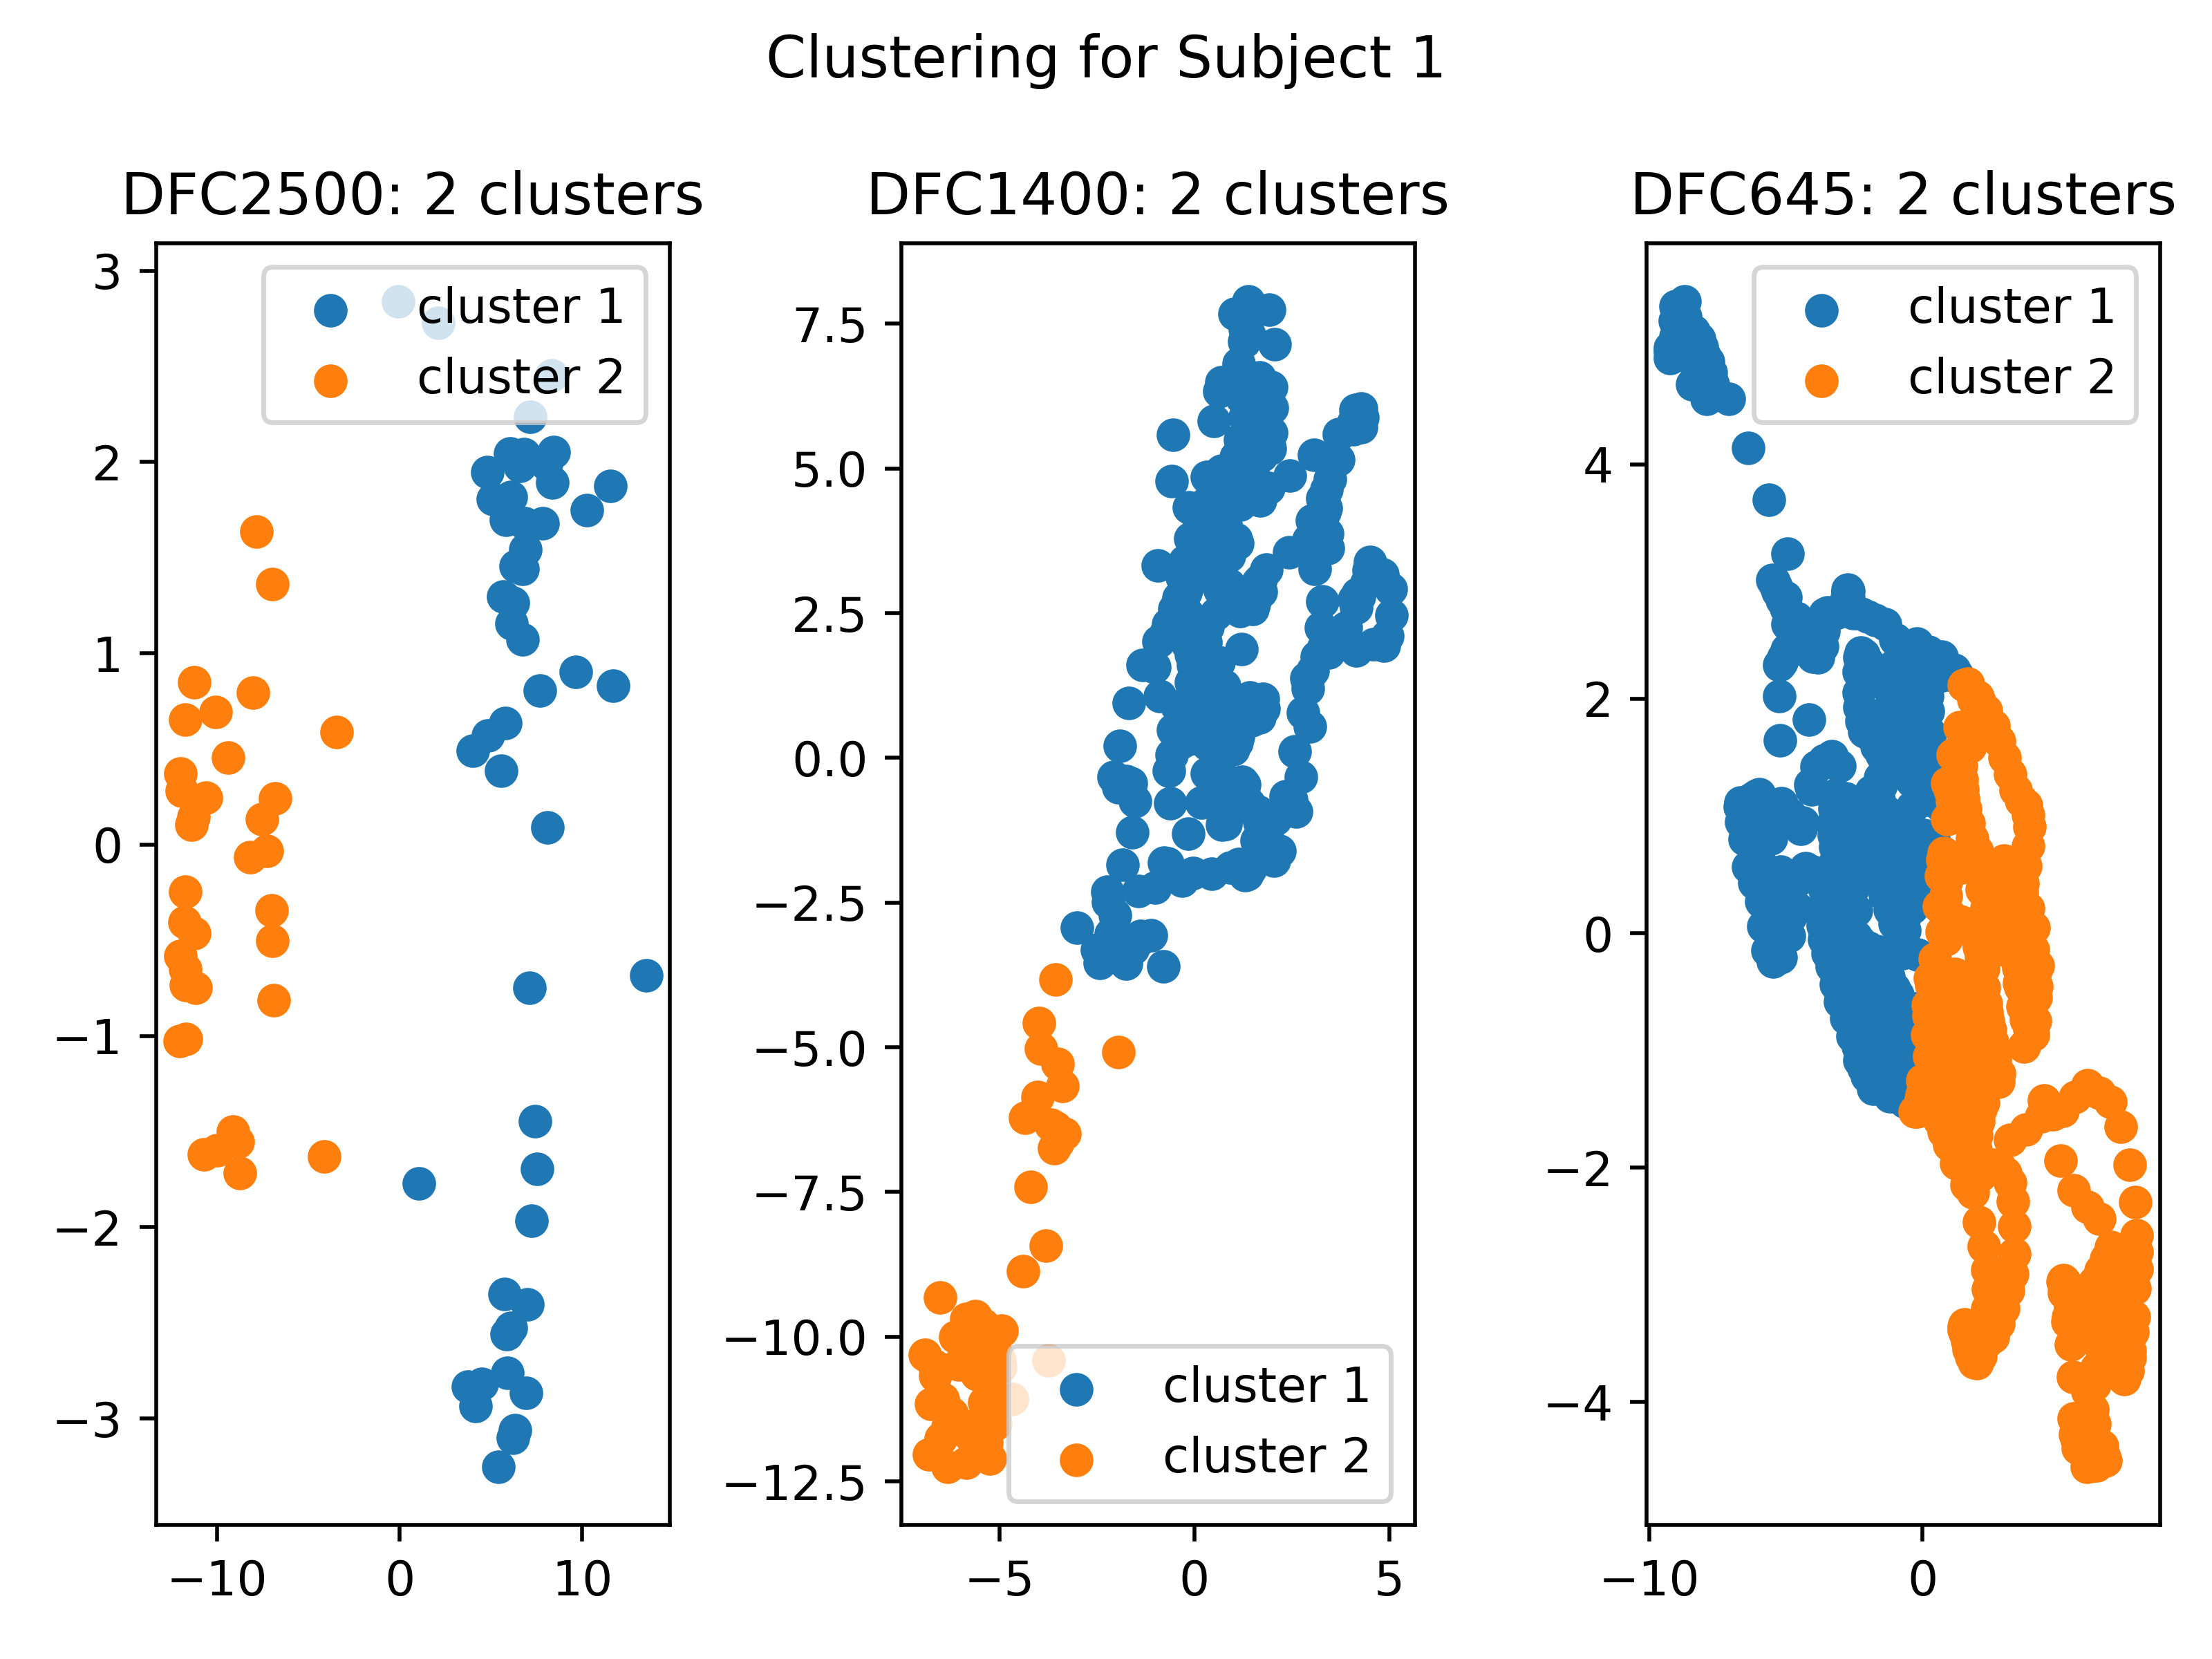 Clustering for Subject 1
DFC2500: 2 clusters
3
2
1
0
−1
−2
−3
−10 0 10
cluster 1
cluster 2
DFC1400: 2 clusters
7.5
5.0
2.5
0.0
−2.5
−5.0
−7.5
−10.0
−12.5
−5 0 5
cluster 1
cluster 2
DFC645: 2 clusters
4
2
0
−2
−4
−10 0
cluster 1
cluster 2